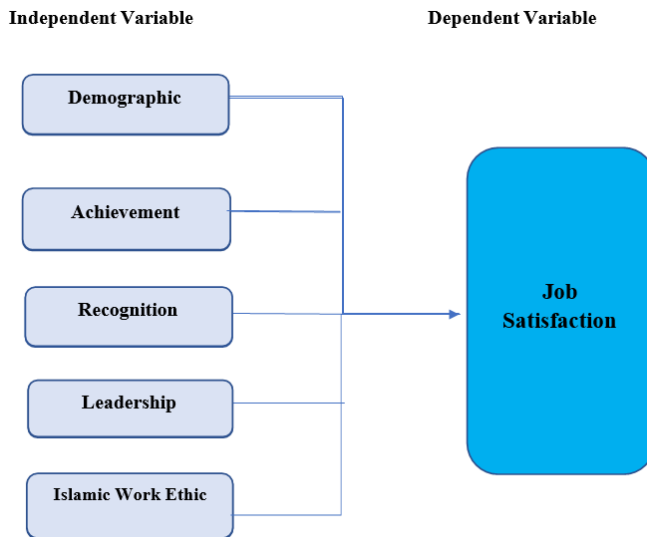 Independent Variable
Dependent Variable
Demographic
Achievement
Recognition
Leadership
Islamic Work Ethic
Job
Satisfaction